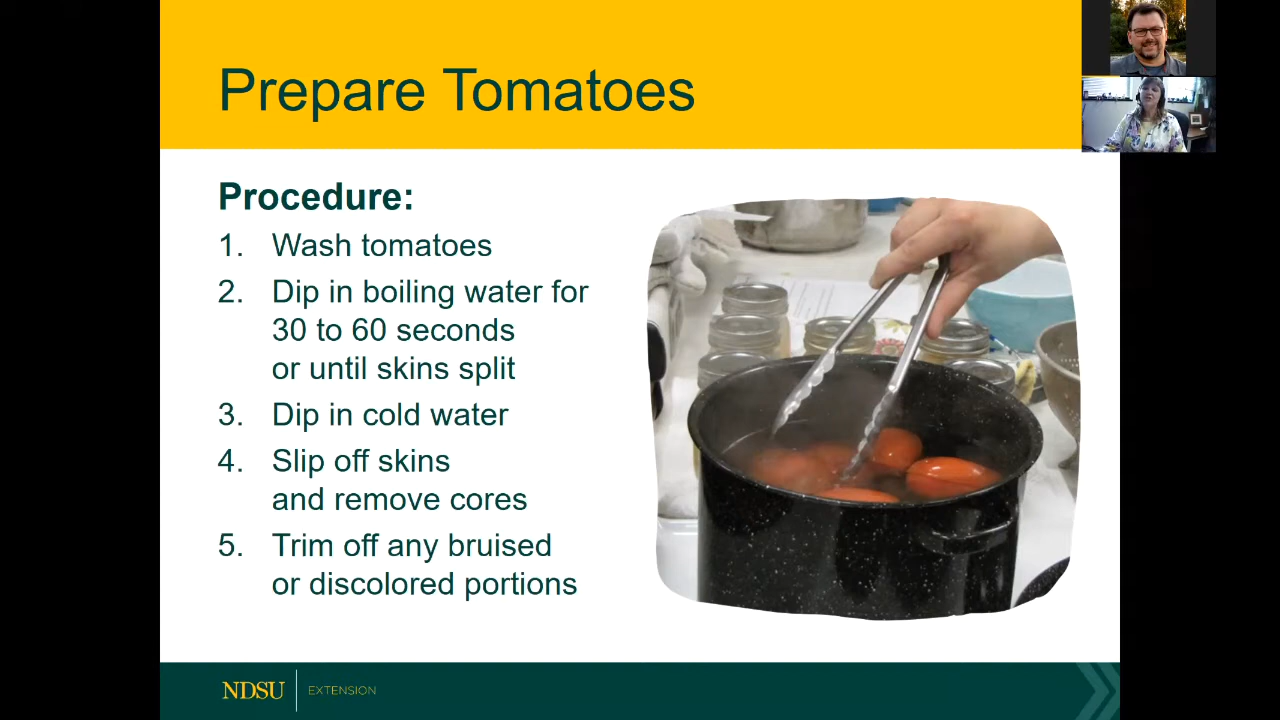 Prepare Tomatoes
Procedure:
1. Wash tomatoes
2. Dip in boiling water for
30 to 60 seconds
or until skins split
3. Dip in cold water
4. Slip off skins
and remove cores
5. Trim off any bruised
or discolored portions
NDSU EXTENSION